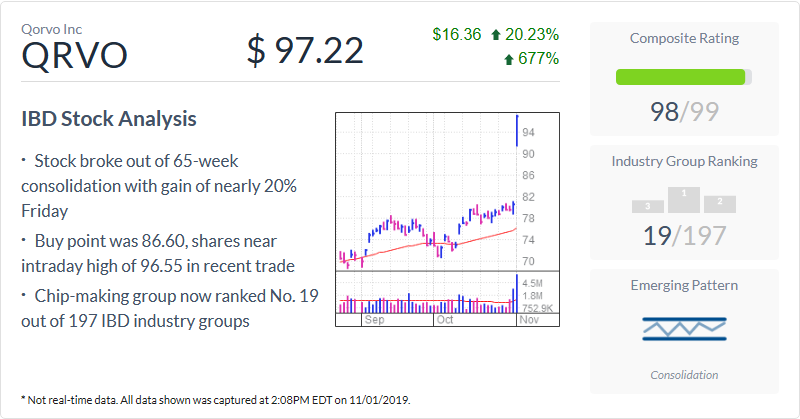 Qorvo Inc
QRVO
$ 97.22
$16.36 20.23%
677%
IBD Stock Analysis
· Stock broke out of 65-week
consolidation with gain of nearly 20%
Friday
· Buy point was 86.60, shares near
intraday high of 96.55 in recent trade
· Chip-making group now ranked No. 19
out of 197 IBD industry groups
94
90
86
82
78
74
70
4.5M
1.8M
752.9K
Sep Oct Nov
Composite Rating
98/99
Industry Group Ranking
3 1 2
19/197
Emerging Pattern
Consolidation
* Not real-time data. All data shown was captured at 2:08PM EDT on 11/01/2019.